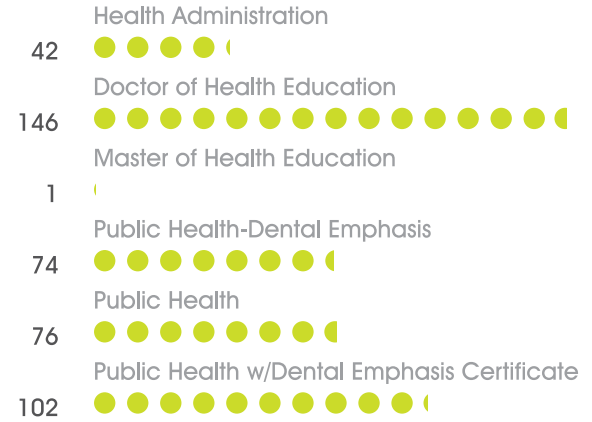 Health Administration
42
Doctor of Health Education
146
Master of Health Education
1
Public Health-Dental Emphasis
74
Public Health
76
Public Health w/Dental Emphasis Certificate
102